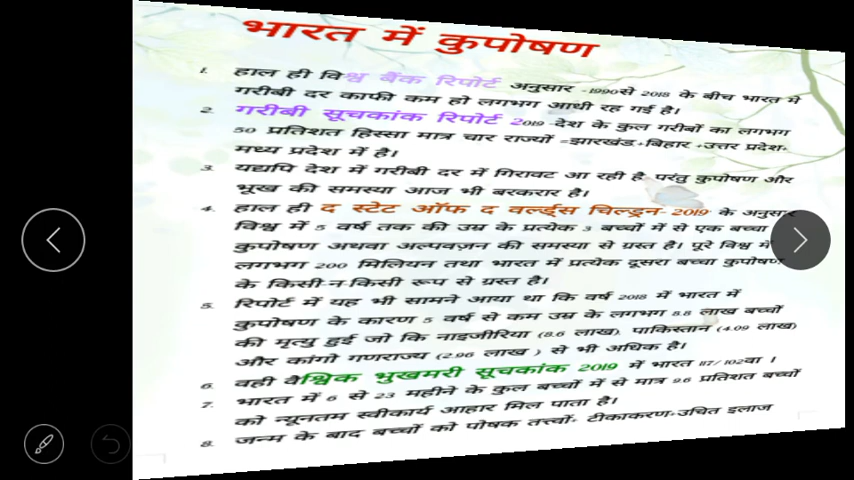 भारत में कुपोषण
1. हाल ही विश्व बैंक रिपोर्ट अनुसार -1990से 2018 के बीच भारत मे
गरीबी दर काफी कम हो लगभग आधी रह गई है।
2. गरीबी सूचकांक रिपोर्ट 2019 -देश के कुल गरीबों का लगभग
50 प्रतिशत हिस्सा मात्र चार राज्यों =झारखंड+बिहार +उत्तर प्रदेश+
मध्य प्रदेश में है।
3. यद्यपि देश में गरीबी दर में गिरावट आ रही है परंतु कुपोषण और
भूख की समस्या आज भी बरकरार है।
4. हाल ही द स्टेट ऑफ द वर्ल्ड्स चिल्ड्रन- 2019' के अनुसार
विश्व में 5 वर्ष तक की उम्र के प्रत्येक 3 बच्चों में से एक बच्चा
कुपोषण अथवा अल्पवज़न की समस्या से ग्रस्त है। पूरे विश्व में
लगभग 200 मिलियन तथा भारत में प्रत्येक दूसरा बच्चा कुपोषण
के किसी-न-किसी रूप से ग्रस्त है।
5. रिपोर्ट में यह भी सामने आया था कि वर्ष 2018 में भारत में
कुपोषण के कारण 5 वर्ष से कम उम्र के लगभग 8.8 लाख बच्चों
की मृत्यु हुई जो कि नाइजीरिया (8.6 लाख), पाकिस्तान (4.09 लाख)
और कांगो गणराज्य (2.96 लाख ) से भी अधिक है।
6. वही वैश्विक भुखमरी सूचकांक 2019 में भारत 117/ 102वा ।
7. भारत में 6 से 23 महीने के कुल बच्चों में से मात्र 9.6 प्रतिशत बच्चों
को न्यूनतम स्वीकार्य आहार मिल पाता है।
8. जन्म के बाद बच्चों को पोषक तत्त्वों+ टीकाकरण+उचित इलाज